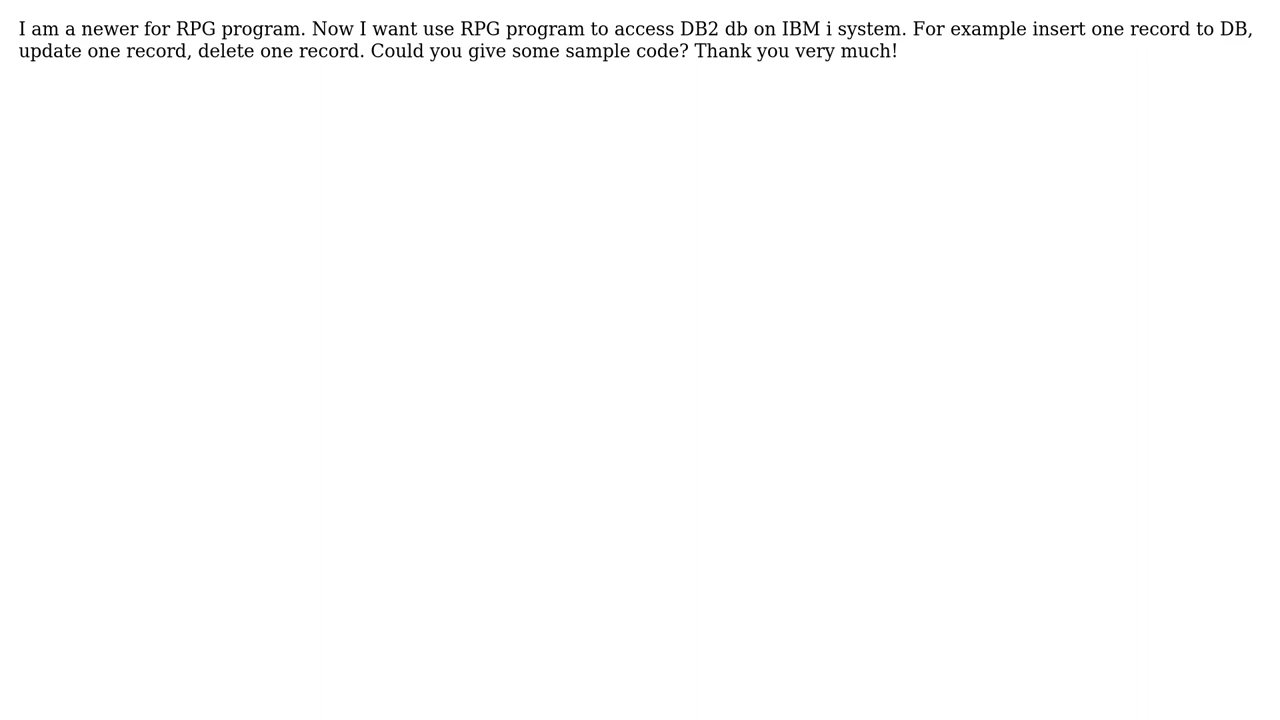 I am a newer for RPG program. Now I want use RPG program to access DB2 db on IBM i system. For example insert one record to DB,
update one record, delete one record. Could you give some sample code? Thank you very much!